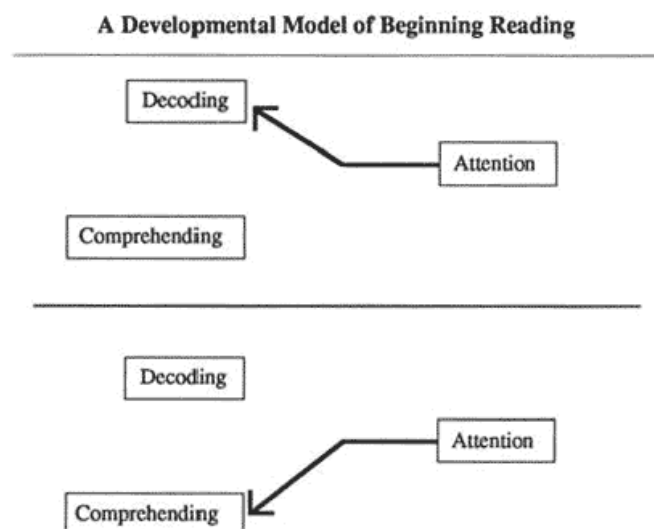 A Developmental Model of Beginning Reading
Decoding
Attention
Comprehending
Decoding
Attention
Comprehending